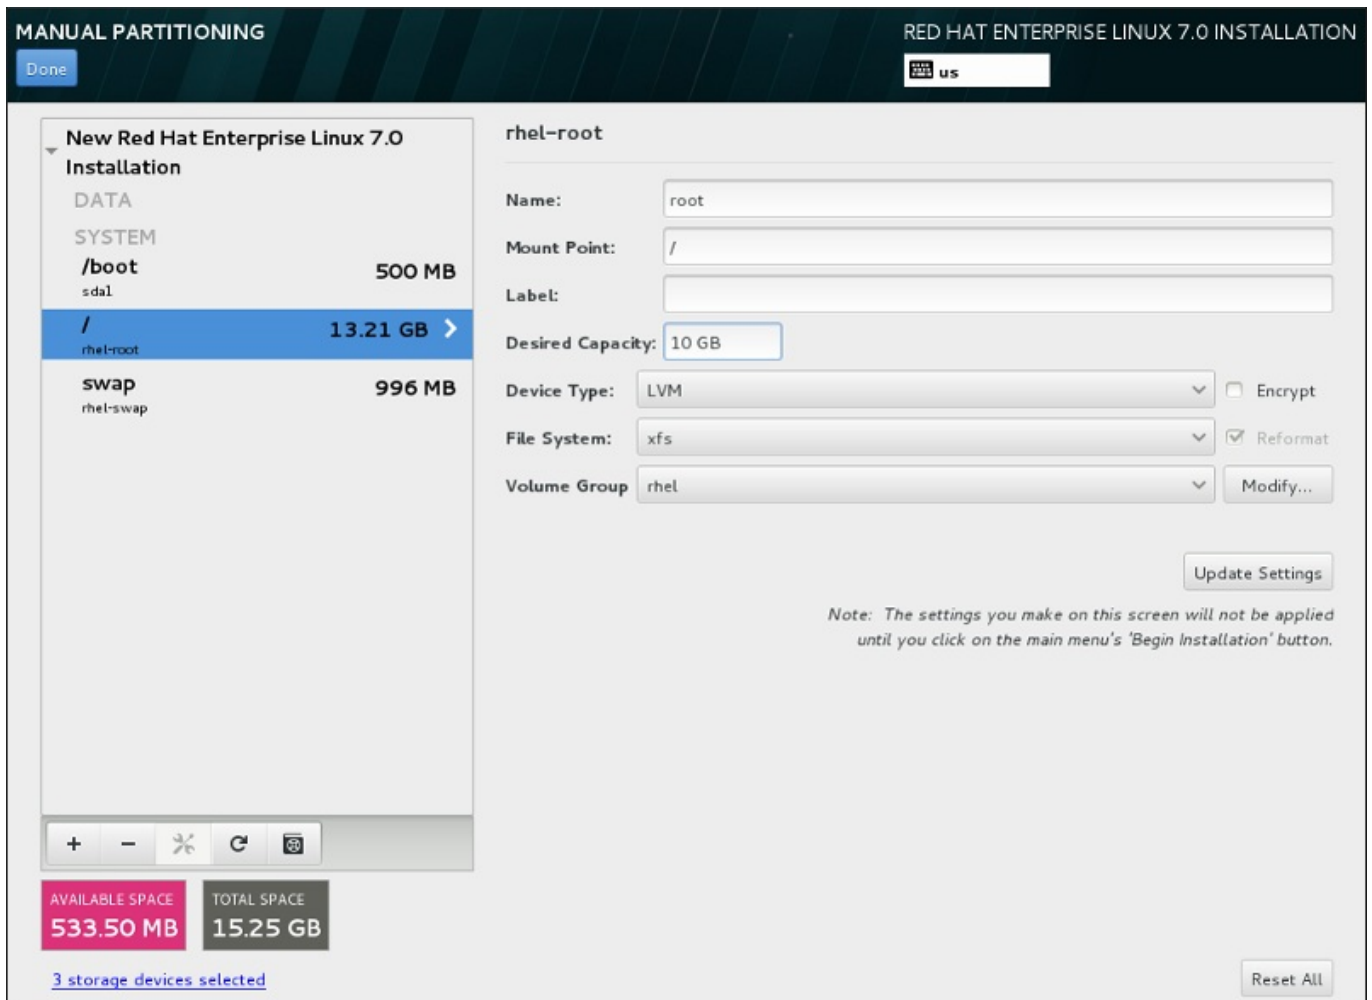 MANUAL PARTITIONING
RED HAT ENTERPRISE LINUX 7.0 INSTALLATION
Done
us
New Red Hat Enterprise Linux 7.0
Installation
DATA
SYSTEM
/boot 500 MB
sda1
/ 13.21 GB
rhel-root
swap 996 MB
rhel-swap
rhel-root
Name: root
Mount Point: /
Label:
Desired Capacity: 10 GB
Device Type: LVM Encrypt
File System: xfs Reformat
Volume Group rhel Modify...
Update Settings
Note: The settings you make on this screen will not be applied
until you click on the main menu's 'Begin Installation' button.
AVAILABLE SPACE
533.50 MB
TOTAL SPACE
15.25 GB
3 storage devices selected
Reset All